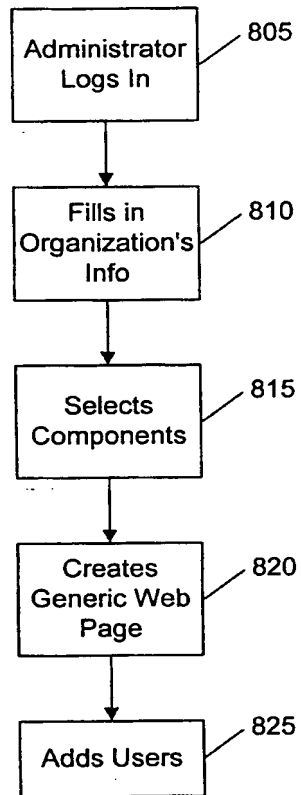 Administrator
Logs In
805
Fills in
Organization's
Info
810
Selects
Components
815
Creates
Generic Web
Page
820
Adds Users
825